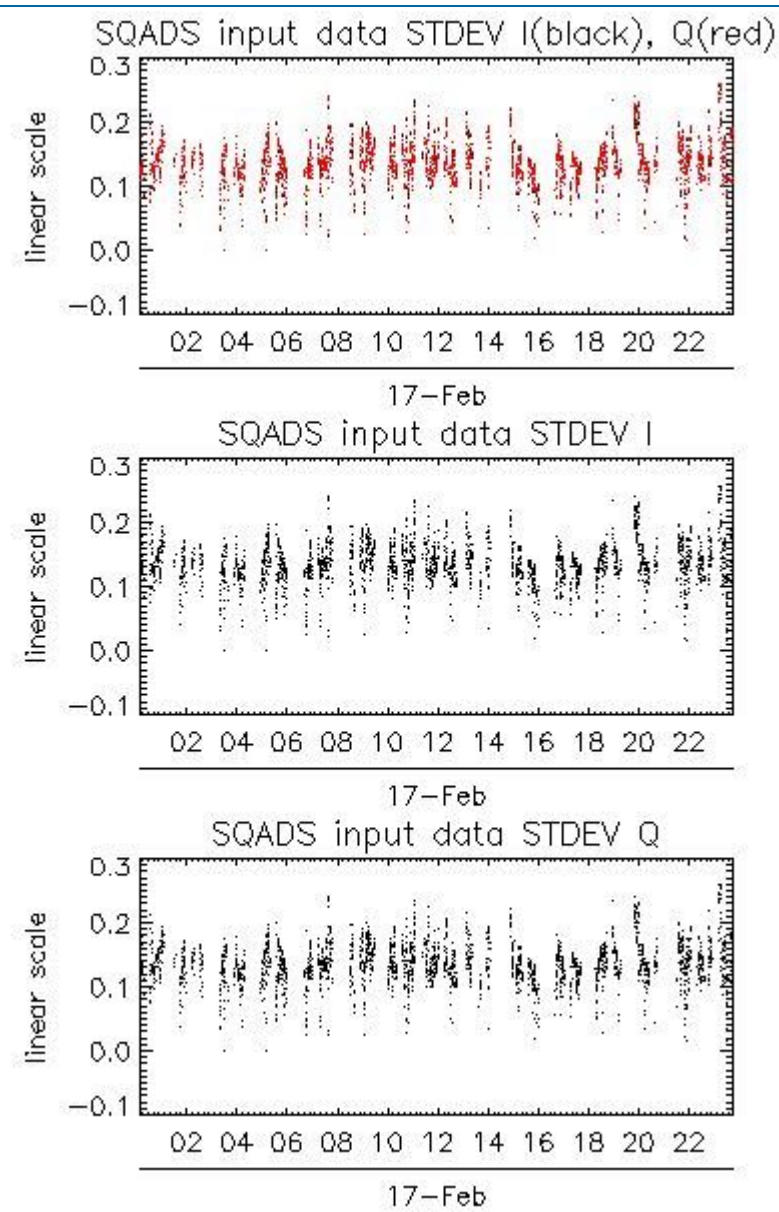 SQADS input data STDEV I(black), Q(red)
0.3
0.2
0.1
0.0
−0.1
linear scale
02 04 06 08 10 12 14 16 18 20 22
17−Feb
SQADS input data STDEV I
0.3
0.2
0.1
0.0
−0.1
linear scale
02 04 06 08 10 12 14 16 18 20 22
17−Feb
SQADS input data STDEV Q
0.3
0.2
0.1
0.0
−0.1
linear scale
02 04 06 08 10 12 14 16 18 20 22
17−Feb